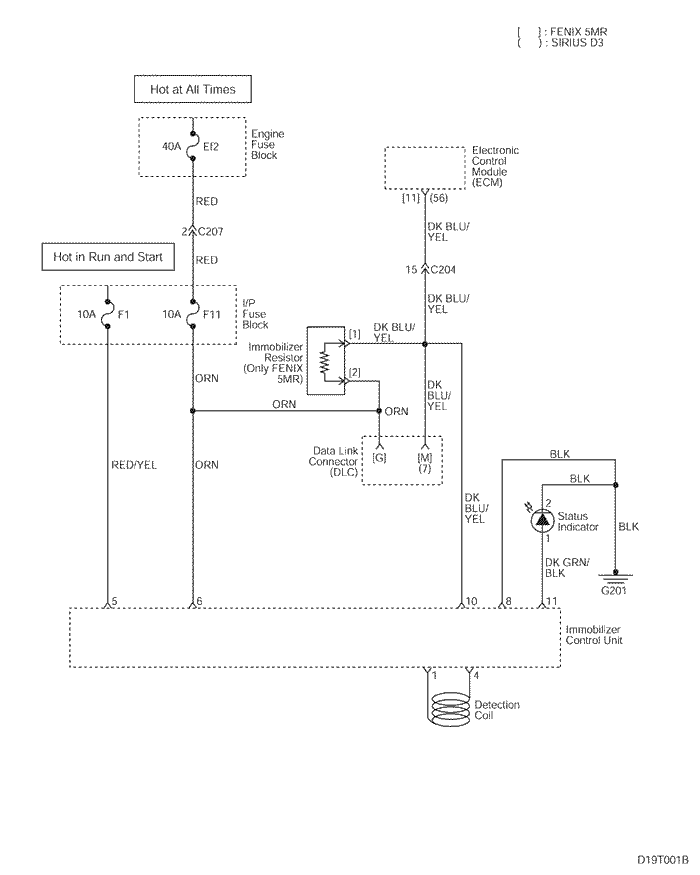 [ ] : FENIX 5MR
( ) : SIRIUS D3
Hot at All Times
Engine
Fuse
Block
40A Ef2
Electronic
Control
Module
(ECM)
[11] (56)
RED
DK BLU/
YEL
2 C207
15 C204
Hot in Run and Start
RED
DK BLU/
YEL
10A F1
10A F11
I/P
Fuse
Block
DK BLU/
YEL
[1]
Immobilizer
Resistor
(Only FENIX
5MR)
[2]
ORN
DK
BLU/
YEL
ORN
ORN
Data Link
Connector
(DLC)
[G]
[M]
(7)
RED/YEL
ORN
BLK
BLK
DK
BLU/
YEL
2
Status
Indicator
1
BLK
DK GRN/
BLK
G201
5
6
10
8
11
Immobilizer
Control Unit
1
4
Detection
Coil
D19T001B